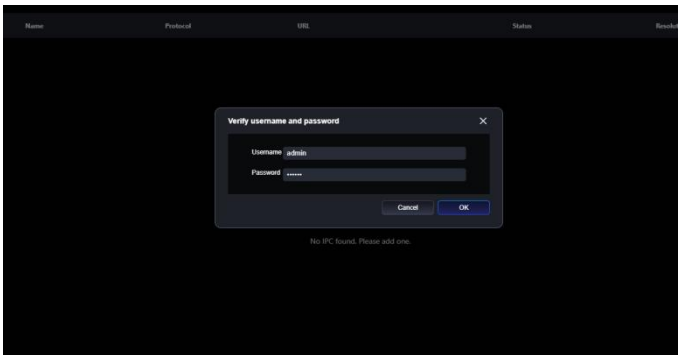 Name Protocol URL Status Resolut
Verify username and password
Username admin
Password ••••••
Cancel OK
No IPC found. Please add one.